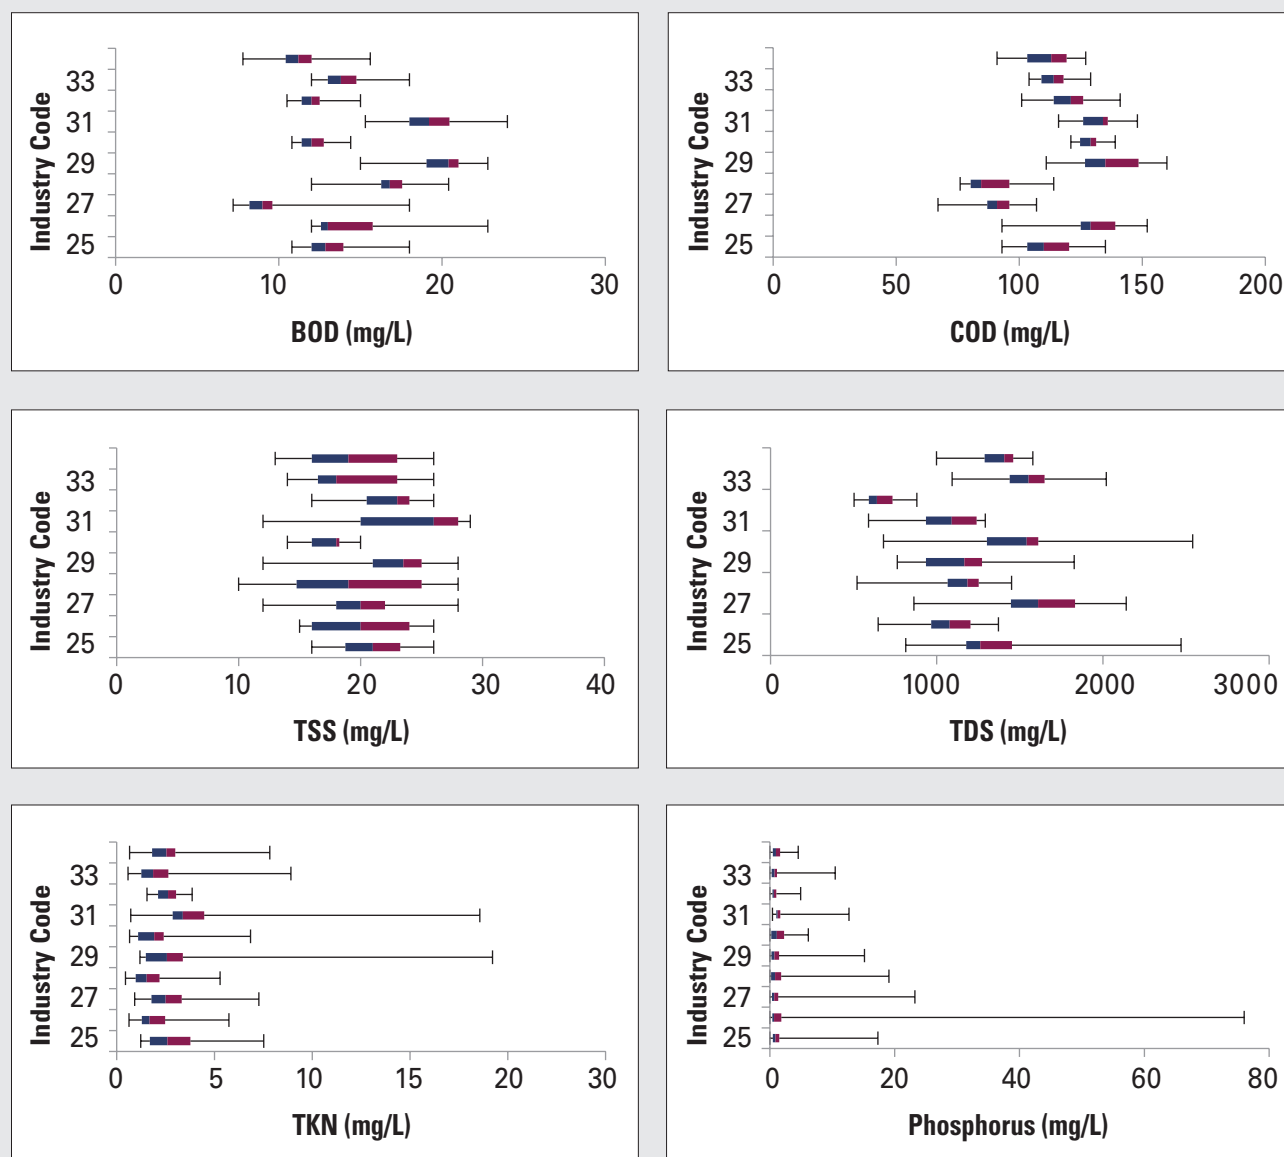 Industry Code
33
31
29
27
25
0 10 20 30
BOD (mg/L)
Industry Code
33
31
29
27
25
0 50 100 150 200
COD (mg/L)
Industry Code
33
31
29
27
25
0 10 20 30 40
TSS (mg/L)
Industry Code
33
31
29
27
25
0 1000 2000 3000
TDS (mg/L)
Industry Code
33
31
29
27
25
0 5 10 15 20 30
TKN (mg/L)
Industry Code
33
31
29
27
25
0 20 40 60 80
Phosphorus (mg/L)